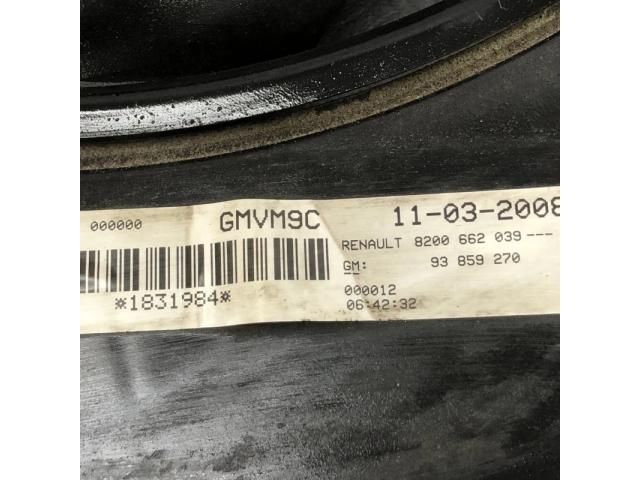 000000 GMVM9C 11-03-2008
RENAULT 8200 662 039 ---
GM: 93 859 270
*1831984* 000012
06:42:32